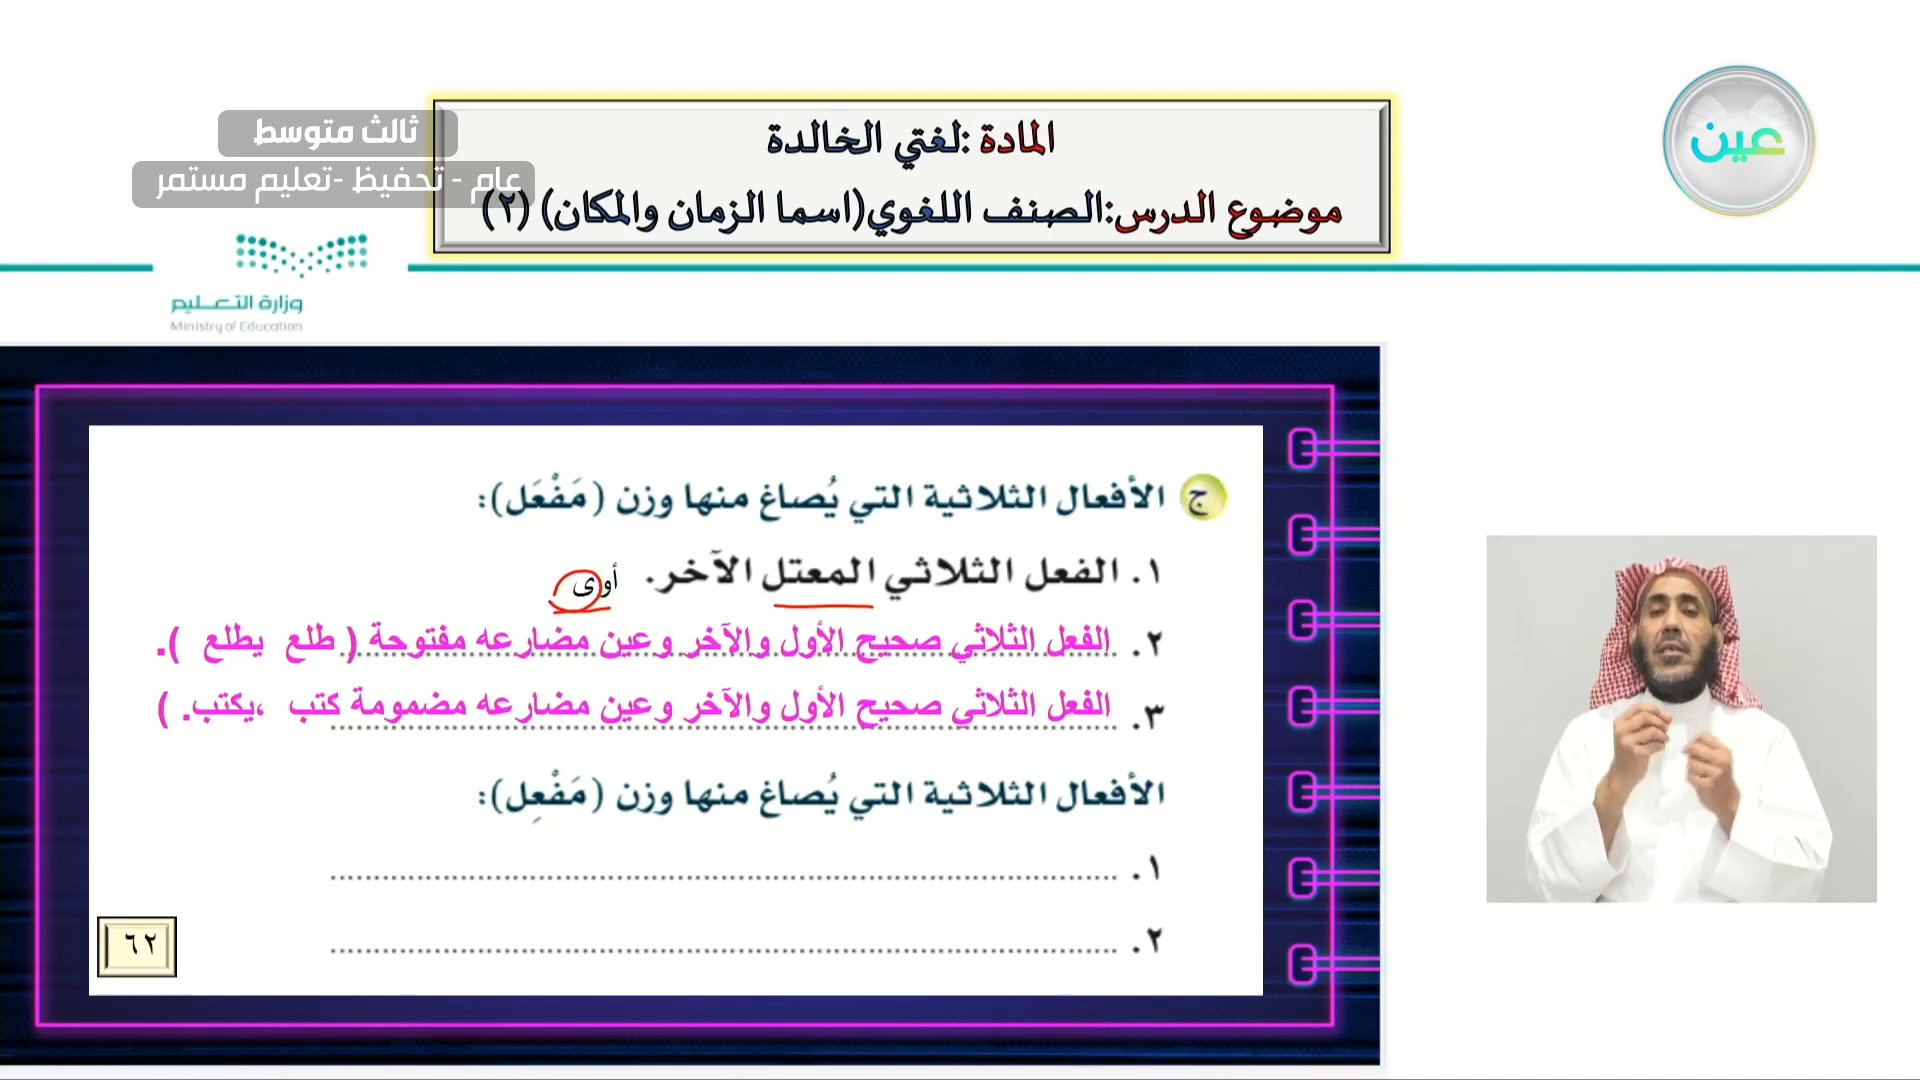 المادة :لغتي الخالدة
موضوع الدرس:الصنف اللغوي(اسما الزمان والمكان) (٢)
ثالث متوسط
عام - تحفيظ -تعليم مستمر
عين
وزارة التعليم
Ministry of Education
ج الأفعال الثلاثية التي يُصاغ منها وزن (مَفْعَل):
١. الفعل الثلاثي المعتل الآخر. أوى
٢. الفعل الثلاثي صحيح الأول والآخر وعين مضارعه مفتوحة ( طلع يطلع ).
٣. الفعل الثلاثي صحيح الأول والآخر وعين مضارعه مضمومة كتب ،يكتب. )
الأفعال الثلاثية التي يُصاغ منها وزن (مَفْعِل):
١. ........................................
٢. ........................................
٦٢